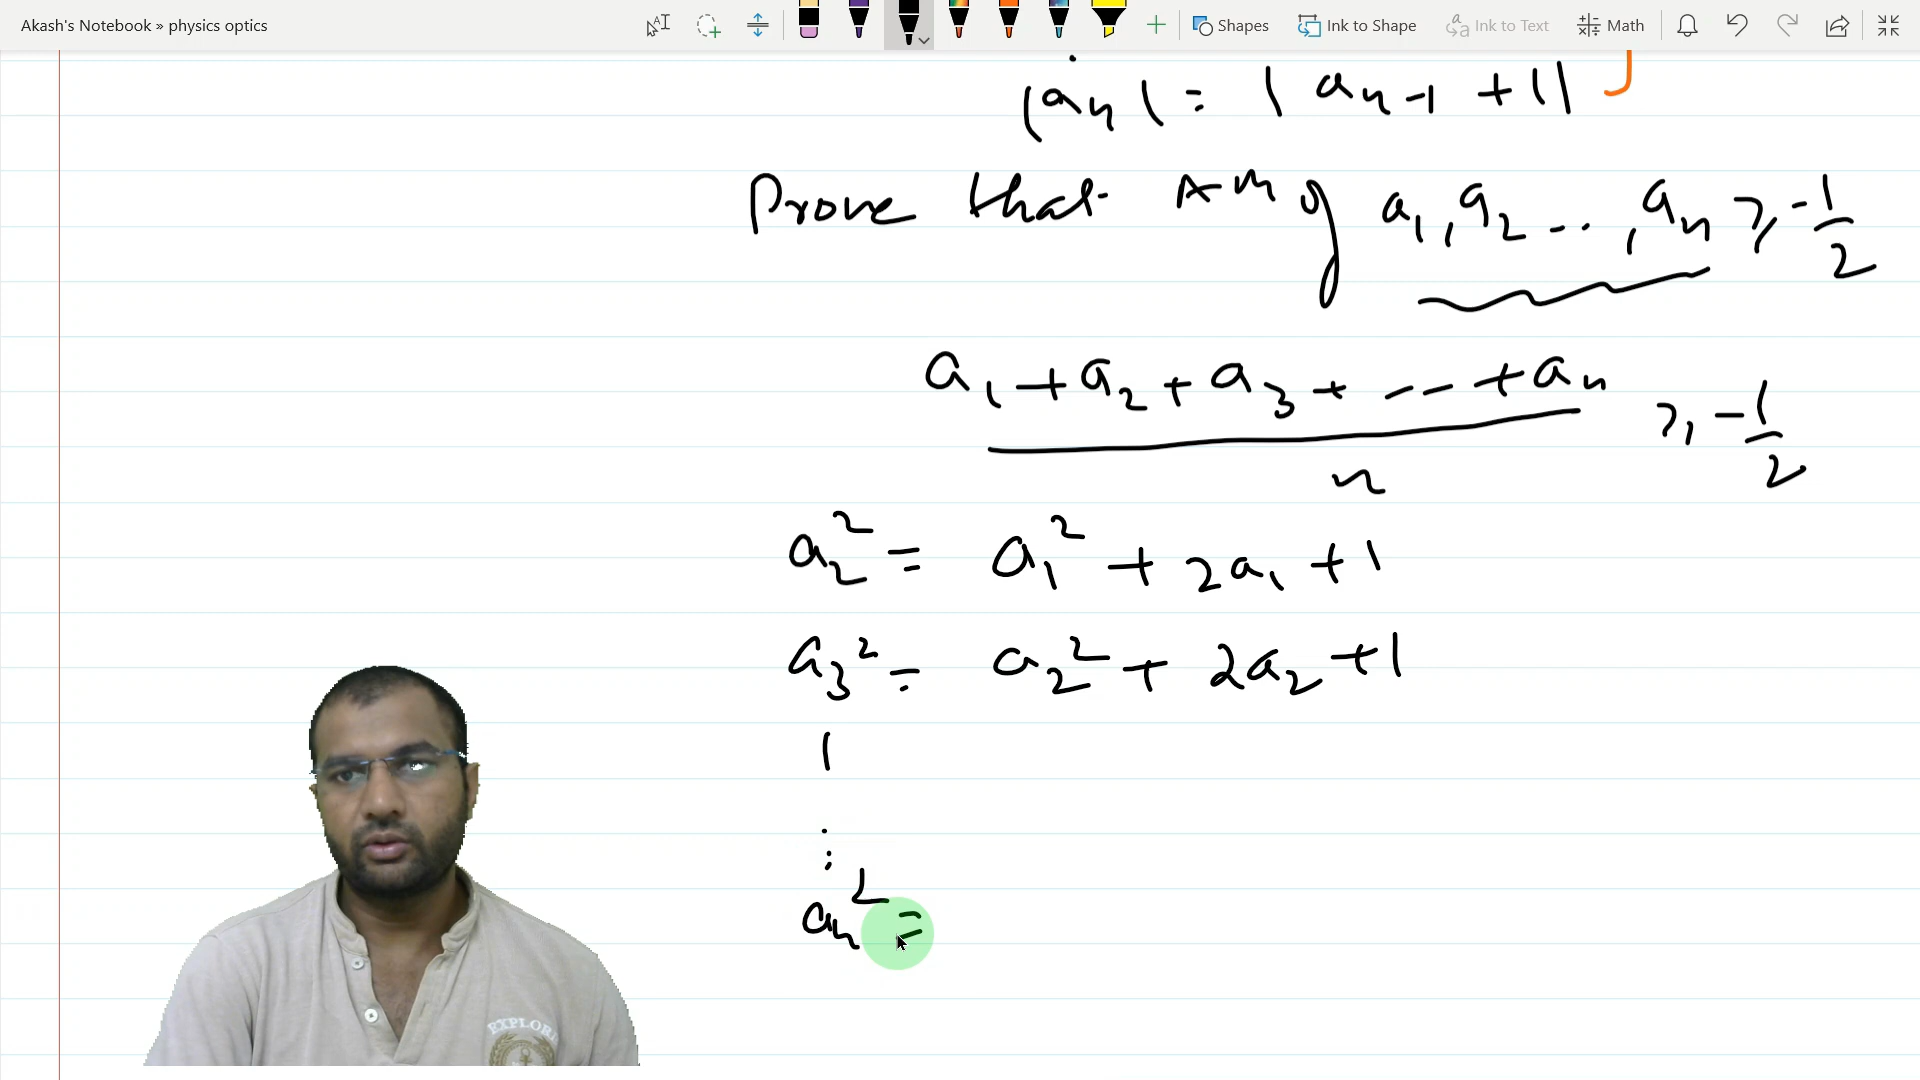 Akash's Notebook » physics optics
Shapes
Ink to Shape
Ink to Text
Math
|aₙ| = |aₙ₋₁ + 1|
Prove that AM of a₁, a₂ ..., aₙ ≥ -1/2
(a₁ + a₂ + a₃ + ---- + aₙ)/n ≥ -1/2
a₂² = a₁² + 2a₁ + 1
a₃² = a₂² + 2a₂ + 1
aₙ² =
EXPLOR